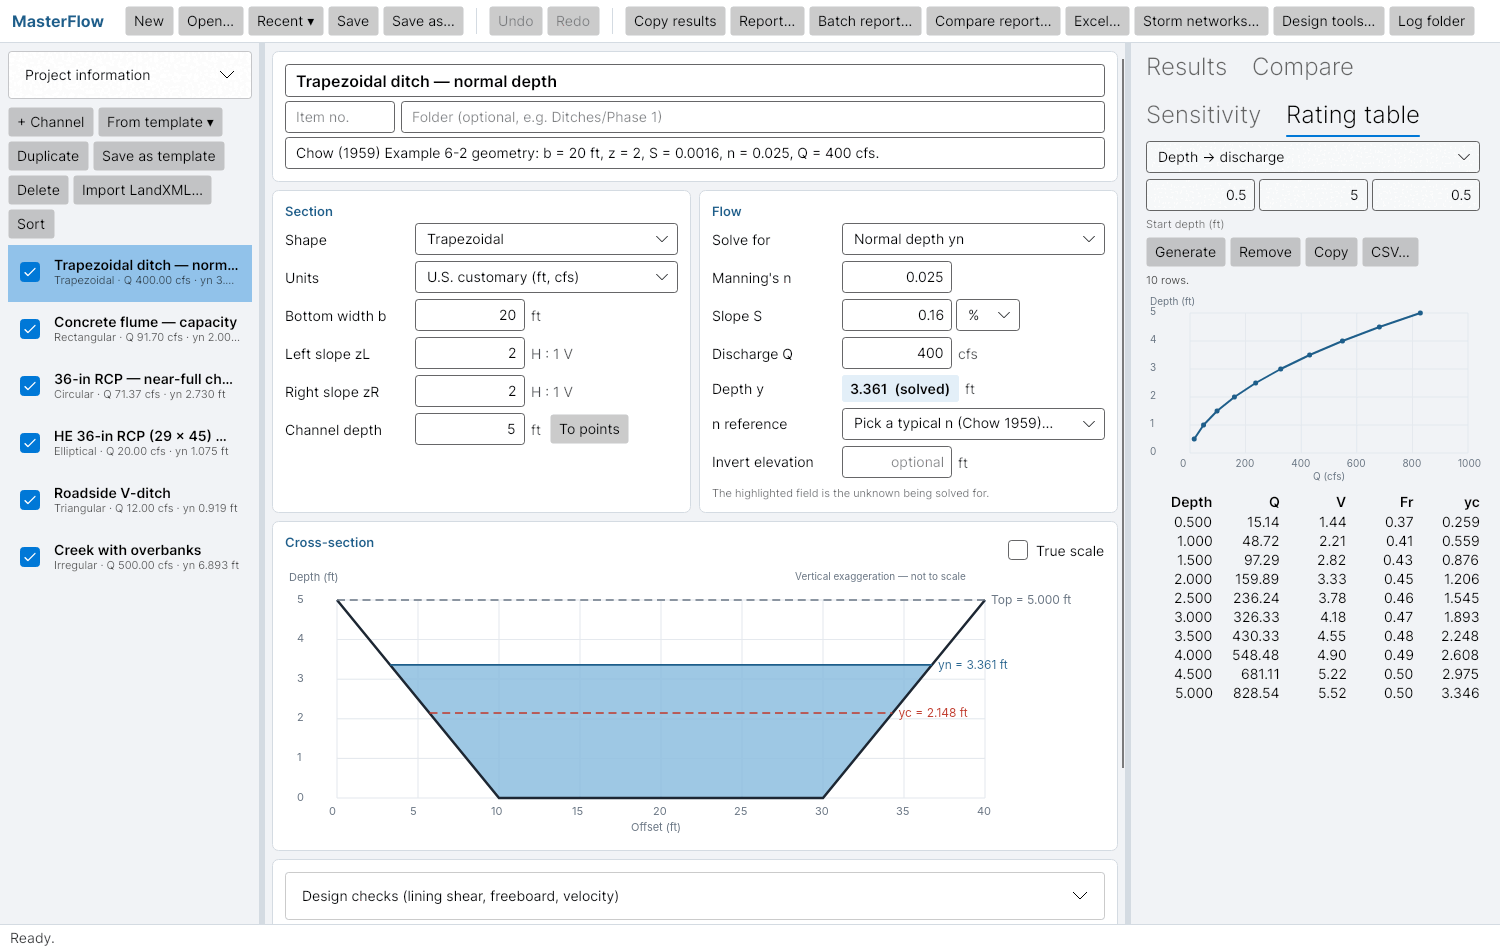 MasterFlow New Open... Recent ▾ Save Save as... Undo Redo Copy results Report... Batch report... Compare report... Excel... Storm networks... Design tools... Log folder
Project information
+ Channel From template ▾
Duplicate Save as template
Delete Import LandXML...
Sort
Trapezoidal ditch — norm...
Trapezoidal · Q 400.00 cfs · yn 3....
Concrete flume — capacity
Rectangular · Q 91.70 cfs · yn 2.00...
36-in RCP — near-full ch...
Circular · Q 71.37 cfs · yn 2.730 ft
HE 36-in RCP (29 × 45) ...
Elliptical · Q 20.00 cfs · yn 1.075 ft
Roadside V-ditch
Triangular · Q 12.00 cfs · yn 0.919 ft
Creek with overbanks
Irregular · Q 500.00 cfs · yn 6.893 ft
Trapezoidal ditch — normal depth
Item no. Folder (optional, e.g. Ditches/Phase 1)
Chow (1959) Example 6-2 geometry: b = 20 ft, z = 2, S = 0.0016, n = 0.025, Q = 400 cfs.
Section
Shape Trapezoidal
Units U.S. customary (ft, cfs)
Bottom width b 20 ft
Left slope zL 2 H : 1 V
Right slope zR 2 H : 1 V
Channel depth 5 ft To points
Flow
Solve for Normal depth yn
Manning's n 0.025
Slope S 0.16 %
Discharge Q 400 cfs
Depth y 3.361 (solved) ft
n reference Pick a typical n (Chow 1959)...
Invert elevation optional ft
The highlighted field is the unknown being solved for.
Cross-section
True scale
Depth (ft) Vertical exaggeration — not to scale
5 Top = 5.000 ft
4
yn = 3.361 ft
3
yc = 2.148 ft
2
1
0
0 5 10 15 20 25 30 35 40
Offset (ft)
Design checks (lining shear, freeboard, velocity)
Results Compare
Sensitivity Rating table
Depth → discharge
0.5 5 0.5
Start depth (ft)
Generate Remove Copy CSV...
10 rows.
Depth (ft)
5
4
3
2
1
0
0 200 400 600 800 1000
Q (cfs)
Depth Q V Fr yc
0.500 15.14 1.44 0.37 0.259
1.000 48.72 2.21 0.41 0.559
1.500 97.29 2.82 0.43 0.876
2.000 159.89 3.33 0.45 1.206
2.500 236.24 3.78 0.46 1.545
3.000 326.33 4.18 0.47 1.893
3.500 430.33 4.55 0.48 2.248
4.000 548.48 4.90 0.49 2.608
4.500 681.11 5.22 0.50 2.975
5.000 828.54 5.52 0.50 3.346
Ready.